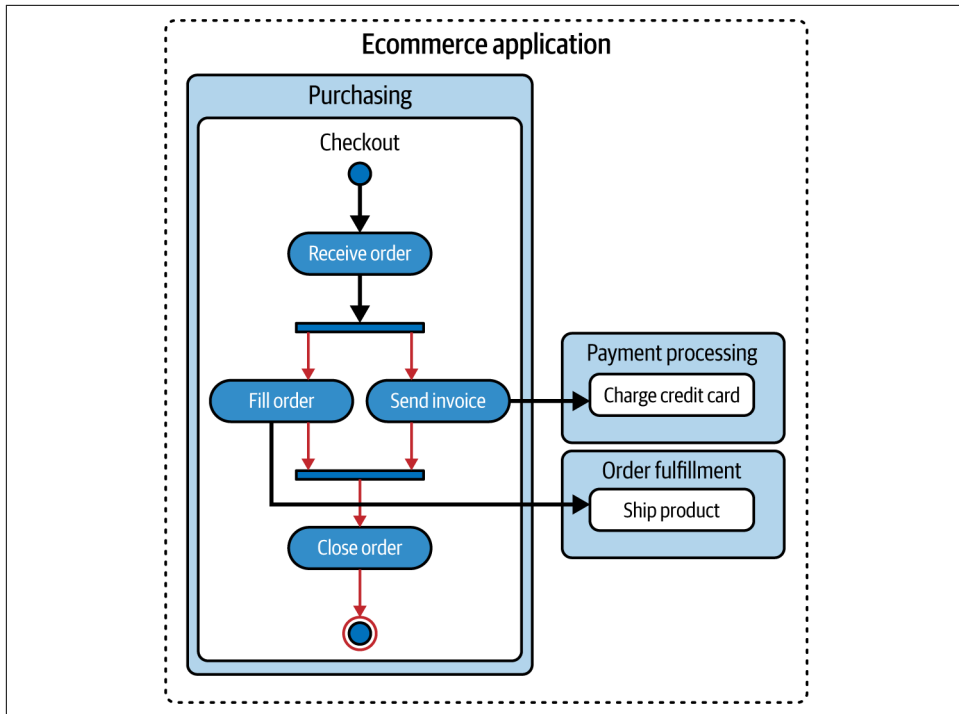 Ecommerce application
Purchasing
Checkout
Receive order
Fill order
Send invoice
Close order
Payment processing
Charge credit card
Order fulfillment
Ship product